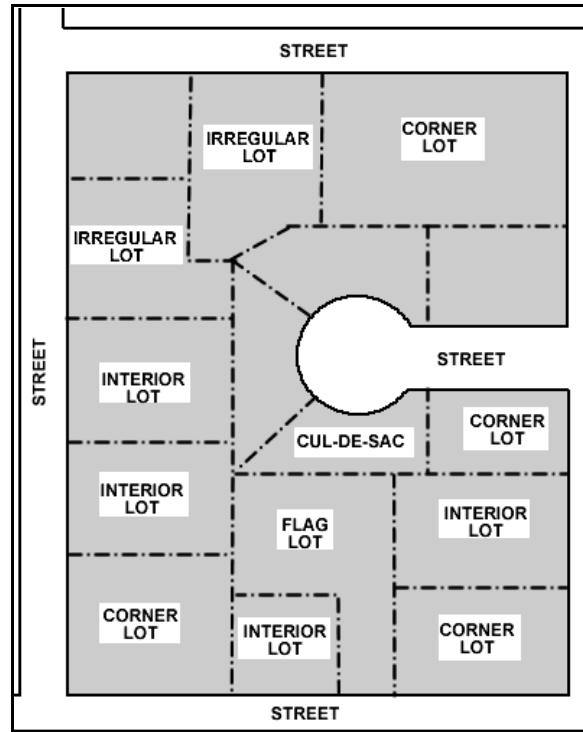 STREET
IRREGULAR
LOT
CORNER
LOT
IRREGULAR
LOT
STREET
STREET
INTERIOR
LOT
CORNER
LOT
CUL-DE-SAC
INTERIOR
LOT
FLAG
LOT
INTERIOR
LOT
CORNER
LOT
INTERIOR
LOT
CORNER
LOT
STREET